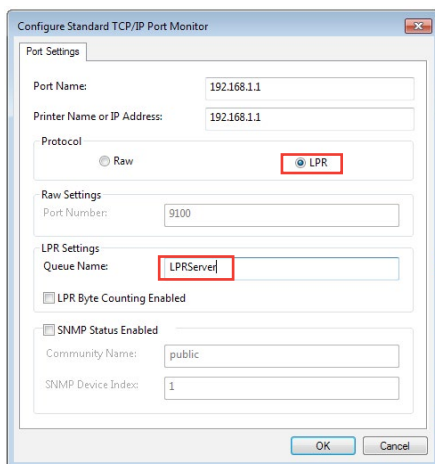 Configure Standard TCP/IP Port Monitor
Port Settings
Port Name: 192.168.1.1
Printer Name or IP Address: 192.168.1.1
Protocol
Raw LPR
Raw Settings
Port Number: 9100
LPR Settings
Queue Name: LPRServer
LPR Byte Counting Enabled
SNMP Status Enabled
Community Name: public
SNMP Device Index: 1
OK Cancel